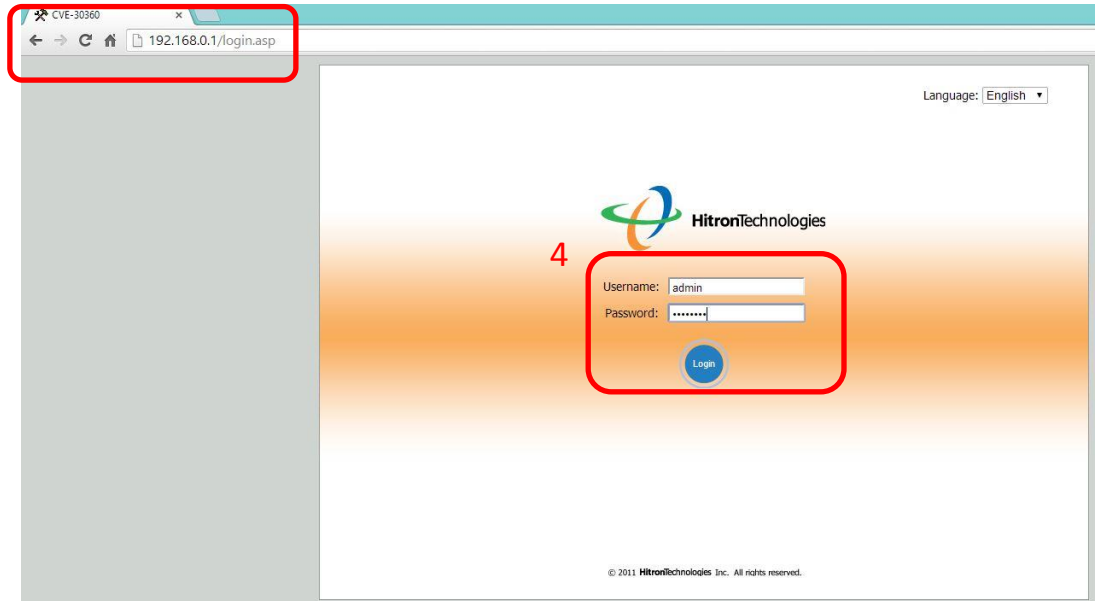 CVE-30360
192.168.0.1/login.asp
Language: English
HitronTechnologies
4
Username: admin
Password: ••••••••
Login
© 2011 HitronTechnologies Inc. All rights reserved.